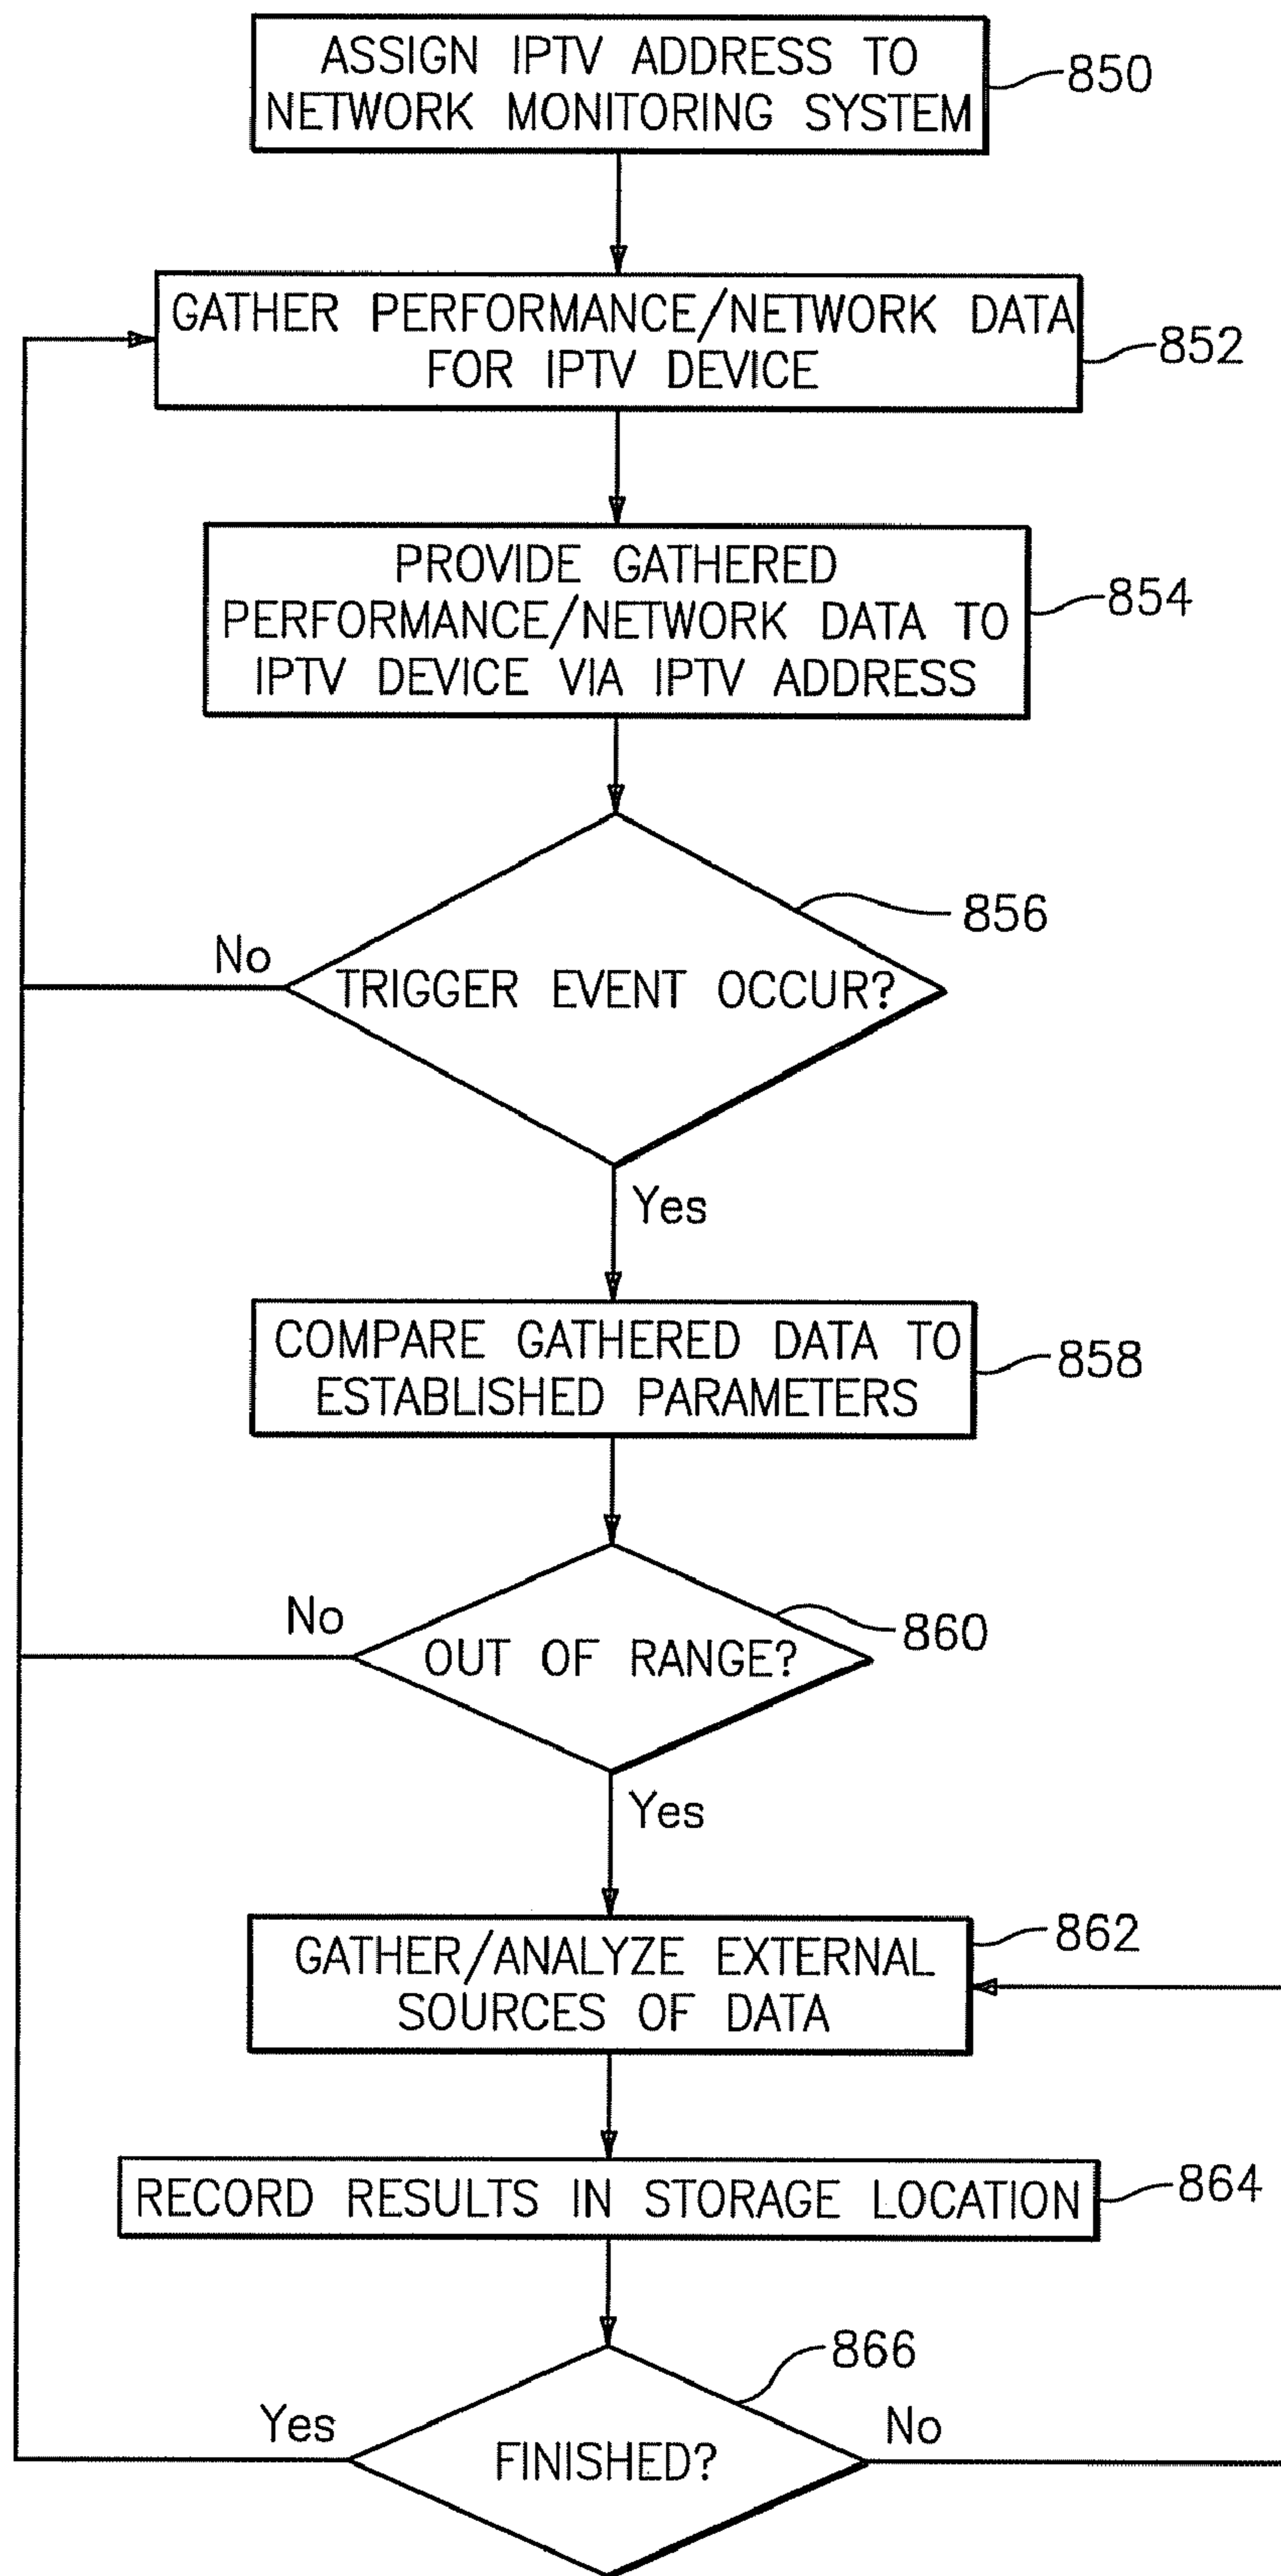 ASSIGN IPTV ADDRESS TO
NETWORK MONITORING SYSTEM
850
GATHER PERFORMANCE/NETWORK DATA
FOR IPTV DEVICE
852
PROVIDE GATHERED
PERFORMANCE/NETWORK DATA TO
IPTV DEVICE VIA IPTV ADDRESS
854
856
No
TRIGGER EVENT OCCUR?
Yes
COMPARE GATHERED DATA TO
ESTABLISHED PARAMETERS
858
No
860
OUT OF RANGE?
Yes
GATHER/ANALYZE EXTERNAL
SOURCES OF DATA
862
RECORD RESULTS IN STORAGE LOCATION
864
866
Yes
No
FINISHED?